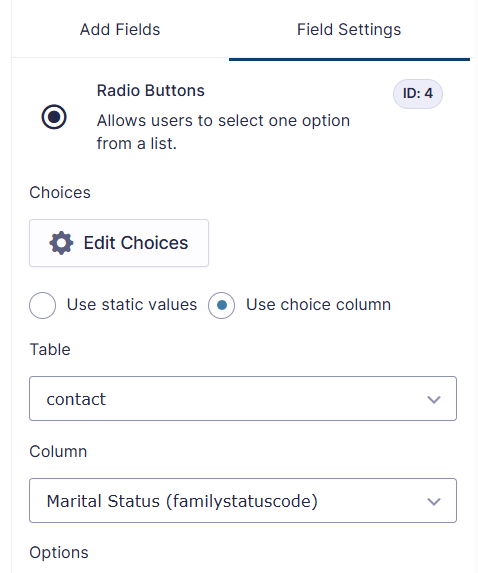 Add Fields
Field Settings
Radio Buttons
ID: 4
Allows users to select one option
from a list.
Choices
Edit Choices
Use static values
Use choice column
Table
contact
Column
Marital Status (familystatuscode)
Options